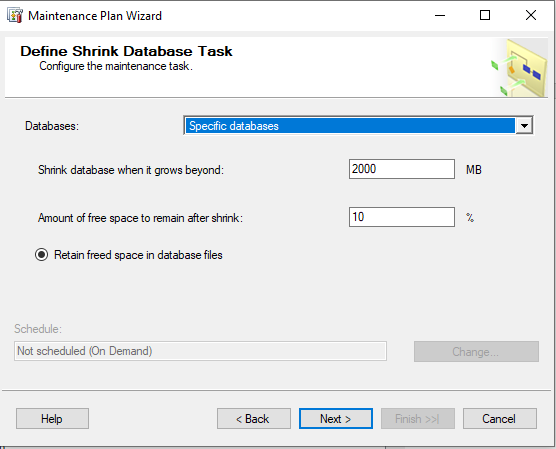 Maintenance Plan Wizard
Define Shrink Database Task
Configure the maintenance task.
Databases: Specific databases
Shrink database when it grows beyond: 2000 MB
Amount of free space to remain after shrink: 10 %
Retain freed space in database files
Schedule:
Not scheduled (On Demand) Change...
Help < Back Next > Finish >>| Cancel